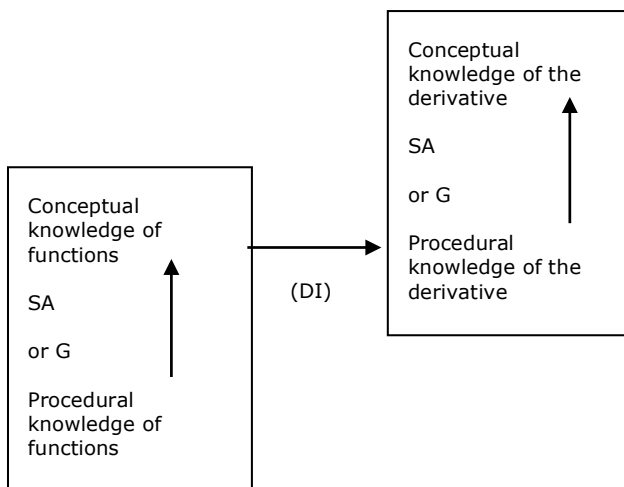 Conceptual
knowledge of the
derivative
SA
or G
Procedural
knowledge of the
derivative
Conceptual
knowledge of
functions
SA
or G
Procedural
knowledge of
functions
(DI)